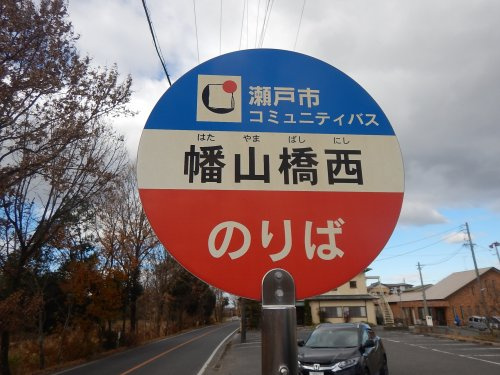 瀬戸市
コミュニティバス
はた やま ばし にし
幡山橋西
のりば